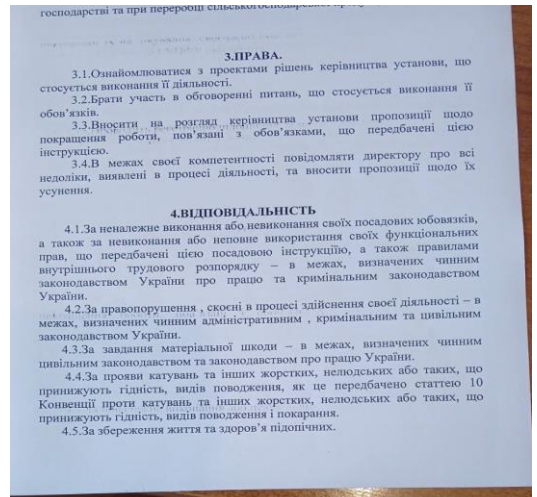 господарстві та при переробці сільськогосподарської
3.ПРАВА.
3.1.Ознайомлюватися з проектами рішень керівництва установи, що
стосується виконання її діяльності.
3.2.Брати участь в обговоренні питань, що стосується виконання її
обов'язків.
3.3.Вносити на розгляд керівництва установи пропозиції щодо
покращення роботи, пов'язані з обов'язками, що передбачені цією
інструкцією.
3.4.В межах своєї компетентності повідомляти директору про всі
недоліки, виявлені в процесі діяльності, та вносити пропозиції щодо їх
усунення.
4.ВІДПОВІДАЛЬНІСТЬ
4.1.За неналежне виконання або невиконання своїх посадових юбовязків,
а також за невиконання або неповне використання своїх функціональних
прав, що передбачені цією посадовою інструкціїю, а також правилами
внутрішнього трудового розпорядку – в межах, визначених чинним
законодавством України про працю та кримінальним законодавством
України.
4.2.За правопорушення , скоєні в процесі здійснення своєї діяльності – в
межах, визначених чинним адміністративним , кримінальним та цивільним
законодавством України.
4.3.За завдання матеріальної шкоди – в межах, визначених чинним
цивільним законодавством та законодавством про працю України.
4.4.За прояви катувань та інших жорстких, нелюдських або таких, що
принижують гідність, видів поводження, як це передбачено статтею 10
Конвенції проти катувань та інших жорстких, нелюдських або таких, що
принижують гідність, видів поводження і покарання.
4.5.За збереження життя та здоров'я підопічних.